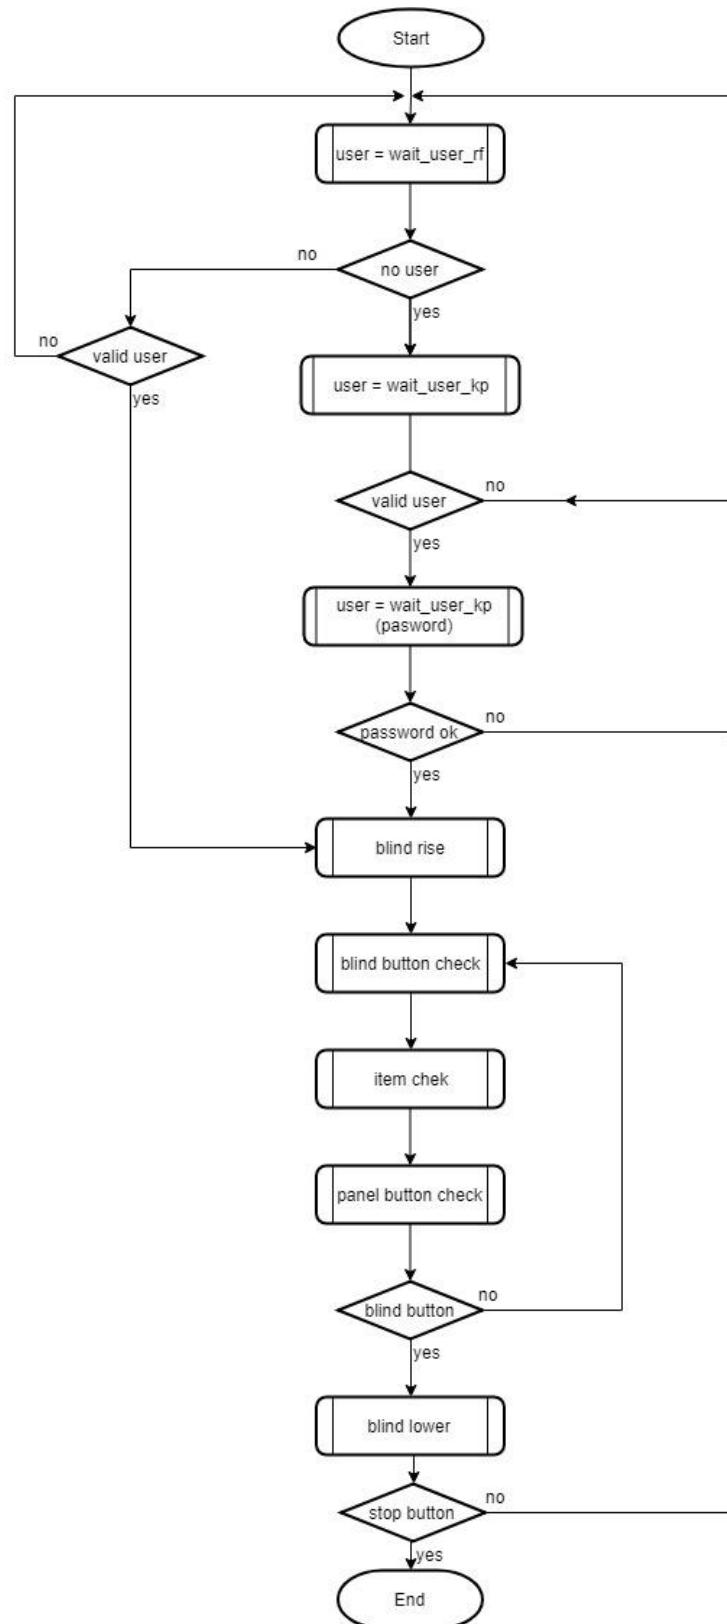 Start
user = wait_user_rf
no
no user
yes
no
valid user
yes
user = wait_user_kp
valid user
no
yes
user = wait_user_kp
(pasword)
password ok
no
yes
blind rise
blind button check
item chek
panel button check
blind button
no
yes
blind lower
stop button
no
yes
End